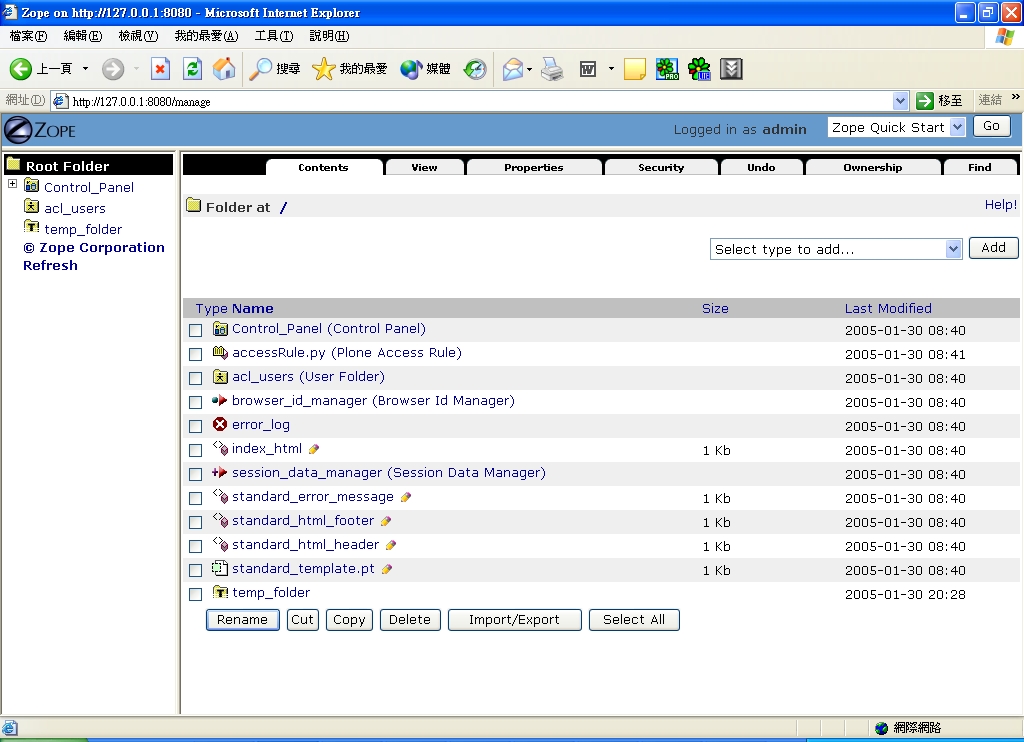 Zope on http://127.0.0.1:8080 - Microsoft Internet Explorer
檔案(F) 編輯(E) 檢視(V) 我的最愛(A) 工具(T) 說明(H)
上一頁 搜尋 我的最愛 媒體
網址(D) http://127.0.0.1:8080/manage 移至 連結 »
ZOPE Logged in as admin Zope Quick Start Go
Root Folder
Control_Panel
acl_users
temp_folder
© Zope Corporation
Refresh
Contents View Properties Security Undo Ownership Find
Folder at / Help!
Select type to add... Add
Type Name Size Last Modified
Control_Panel (Control Panel) 2005-01-30 08:40
accessRule.py (Plone Access Rule) 2005-01-30 08:41
acl_users (User Folder) 2005-01-30 08:40
browser_id_manager (Browser Id Manager) 2005-01-30 08:40
error_log 2005-01-30 08:40
index_html 1 Kb 2005-01-30 08:40
session_data_manager (Session Data Manager) 2005-01-30 08:40
standard_error_message 1 Kb 2005-01-30 08:40
standard_html_footer 1 Kb 2005-01-30 08:40
standard_html_header 1 Kb 2005-01-30 08:40
standard_template.pt 1 Kb 2005-01-30 08:40
temp_folder 2005-01-30 20:28
Rename Cut Copy Delete Import/Export Select All
網際網路